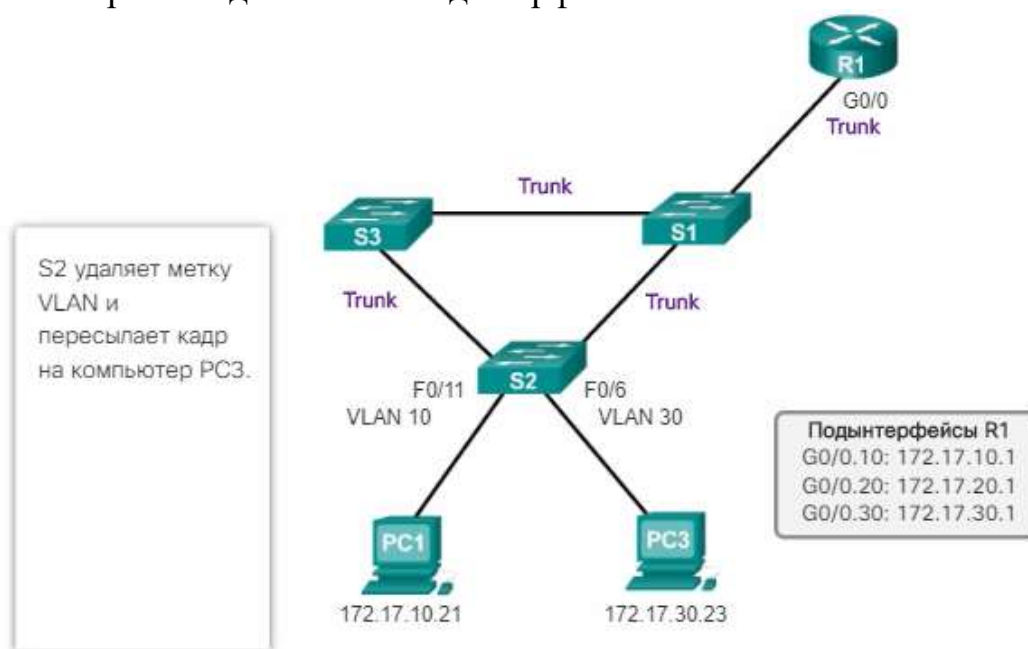 R1
G0/0
Trunk
Trunk
S3
S1
S2 удаляет метку
VLAN и
пересылает кадр
на компьютер PC3.
Trunk
Trunk
S2
F0/11
F0/6
VLAN 10
VLAN 30
Подынтерфейсы R1
G0/0.10: 172.17.10.1
G0/0.20: 172.17.20.1
G0/0.30: 172.17.30.1
PC1
PC3
172.17.10.21
172.17.30.23